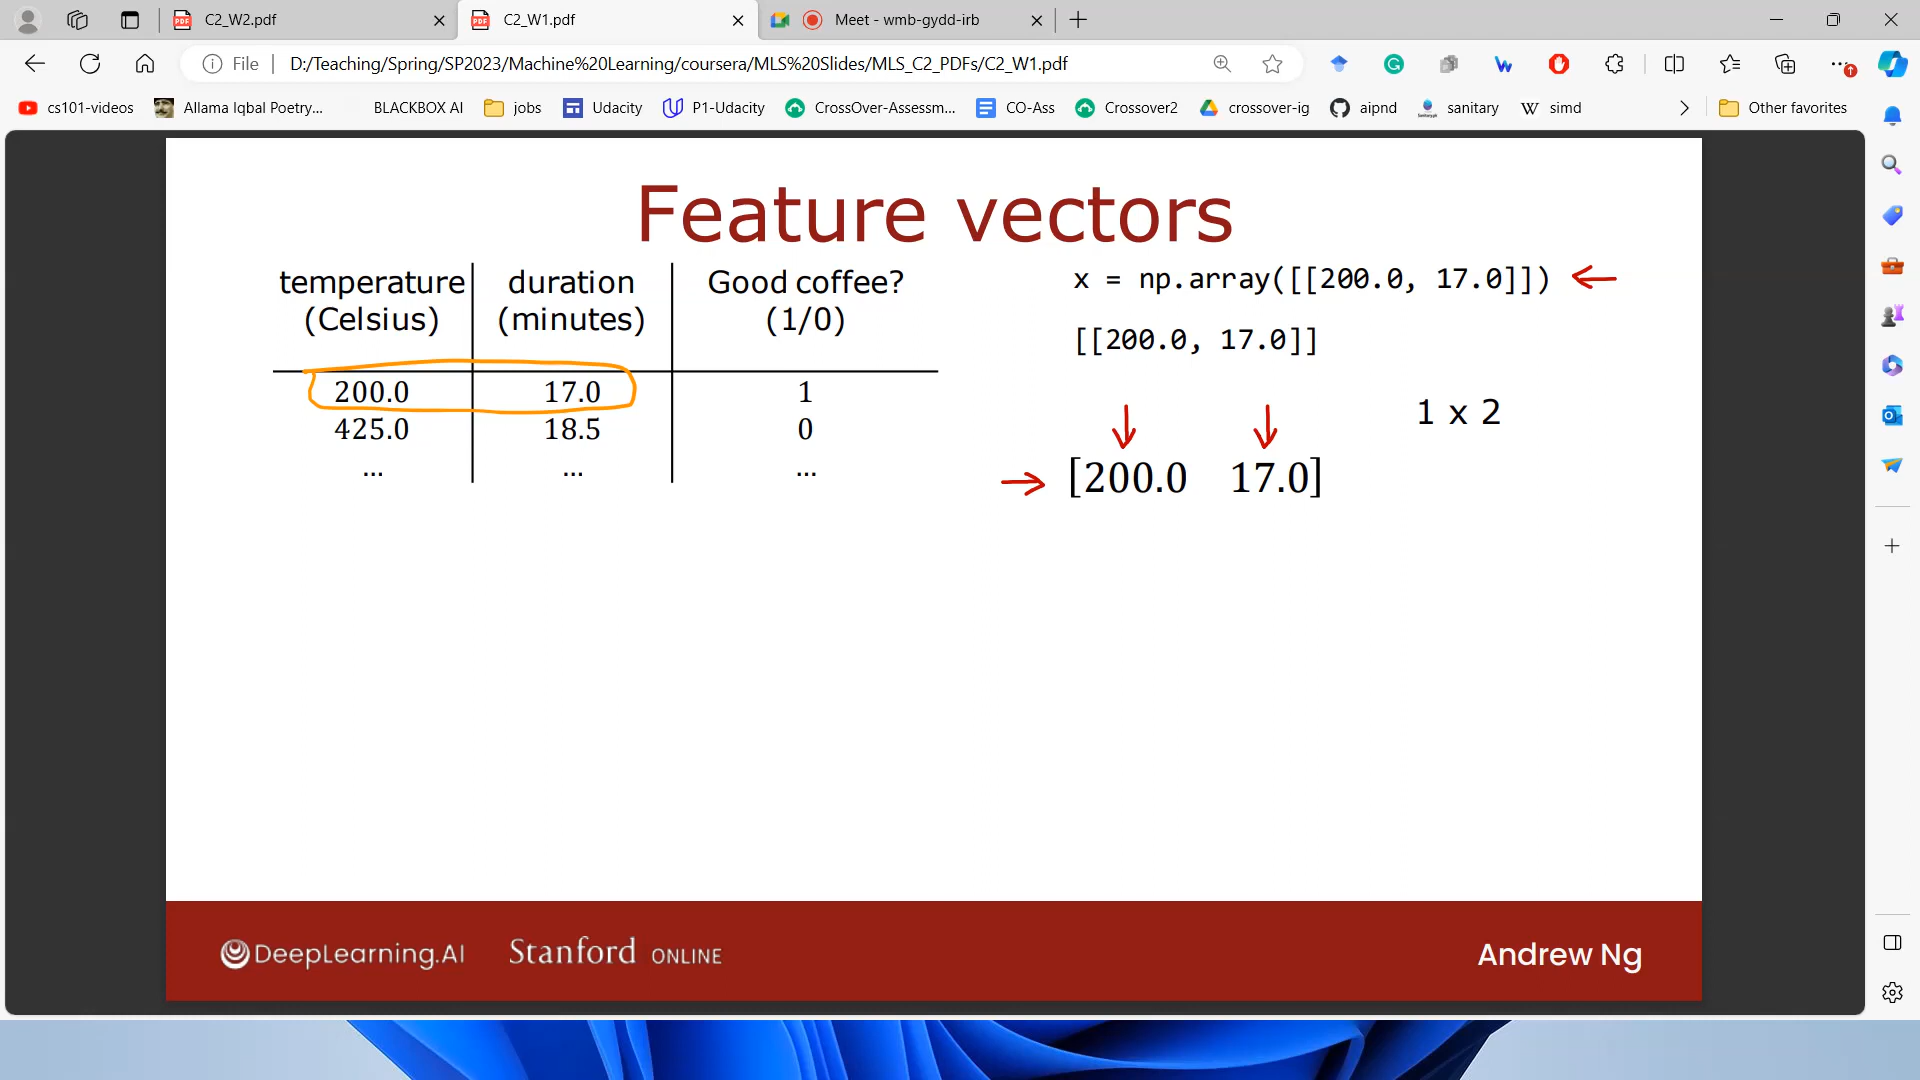 C2_W2.pdf
C2_W1.pdf
Meet - wmb-gydd-irb
File
D:/Teaching/Spring/SP2023/Machine%20Learning/coursera/MLS%20Slides/MLS_C2_PDFs/C2_W1.pdf
cs101-videos
Allama Iqbal Poetry...
BLACKBOX AI
jobs
Udacity
P1-Udacity
CrossOver-Assessm...
CO-Ass
Crossover2
crossover-ig
aipnd
sanitary
W simd
Other favorites
Feature vectors
temperature
(Celsius)
duration
(minutes)
Good coffee?
(1/0)
200.0 17.0 1
425.0 18.5 0
... ... ...
x = np.array([[200.0, 17.0]])
[[200.0, 17.0]]
1 x 2
[200.0 17.0]
DeepLearning.AI
Stanford ONLINE
Andrew Ng